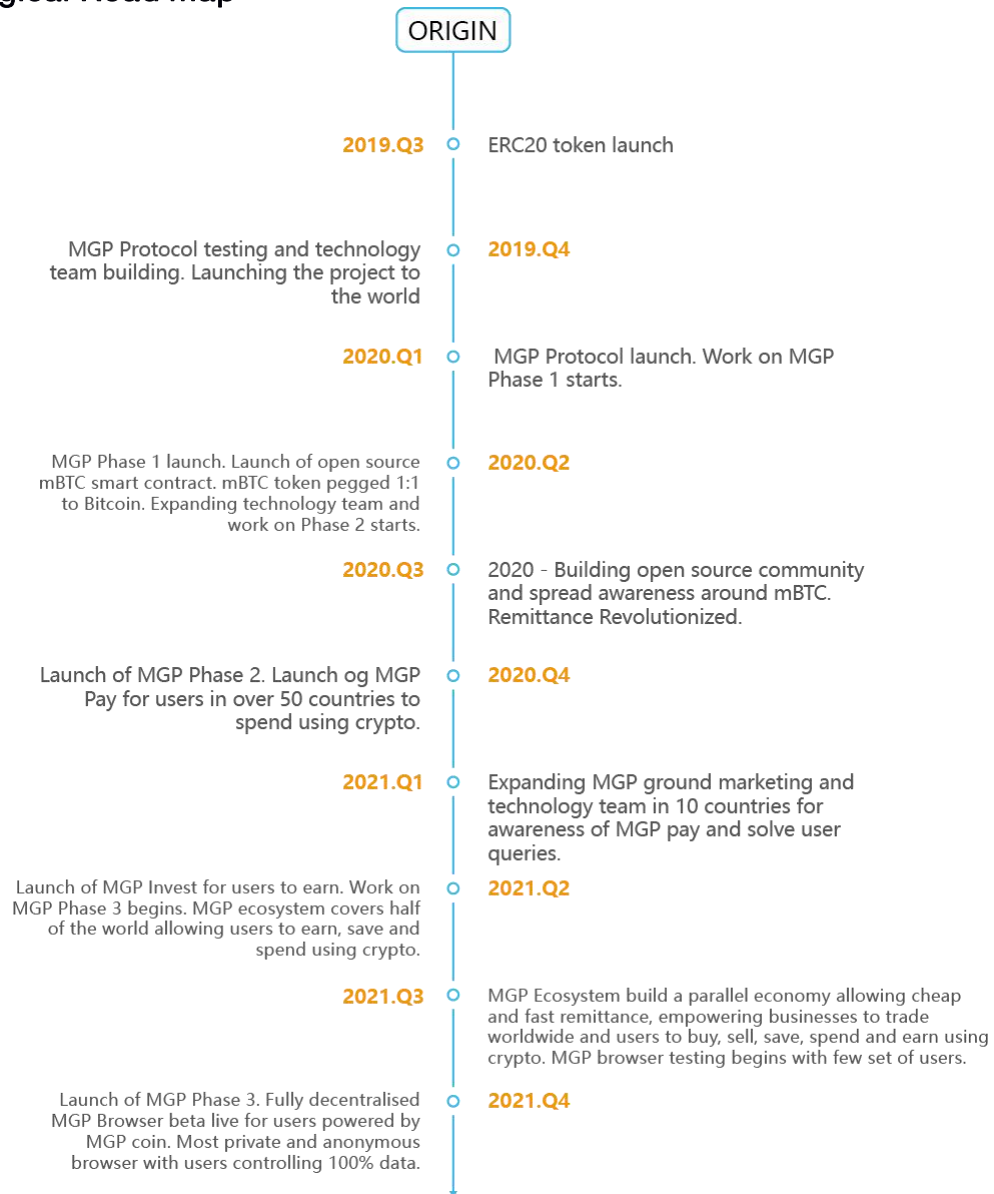 Road Map
ORIGIN
2019.Q3
ERC20 token launch
MGP Protocol testing and technology
team building. Launching the project to
the world
2019.Q4
2020.Q1
MGP Protocol launch. Work on MGP
Phase 1 starts.
MGP Phase 1 launch. Launch of open source
mBTC smart contract. mBTC token pegged 1:1
to Bitcoin. Expanding technology team and
work on Phase 2 starts.
2020.Q2
2020.Q3
2020 - Building open source community
and spread awareness around mBTC.
Remittance Revolutionized.
Launch of MGP Phase 2. Launch og MGP
Pay for users in over 50 countries to
spend using crypto.
2020.Q4
2021.Q1
Expanding MGP ground marketing and
technology team in 10 countries for
awareness of MGP pay and solve user
queries.
Launch of MGP Invest for users to earn. Work on
MGP Phase 3 begins. MGP ecosystem covers half
of the world allowing users to earn, save and
spend using crypto.
2021.Q2
2021.Q3
MGP Ecosystem build a parallel economy allowing cheap
and fast remittance, empowering businesses to trade
worldwide and users to buy, sell, save, spend and earn using
crypto. MGP browser testing begins with few set of users.
Launch of MGP Phase 3. Fully decentralised
MGP Browser beta live for users powered by
MGP coin. Most private and anonymous
browser with users controlling 100% data.
2021.Q4